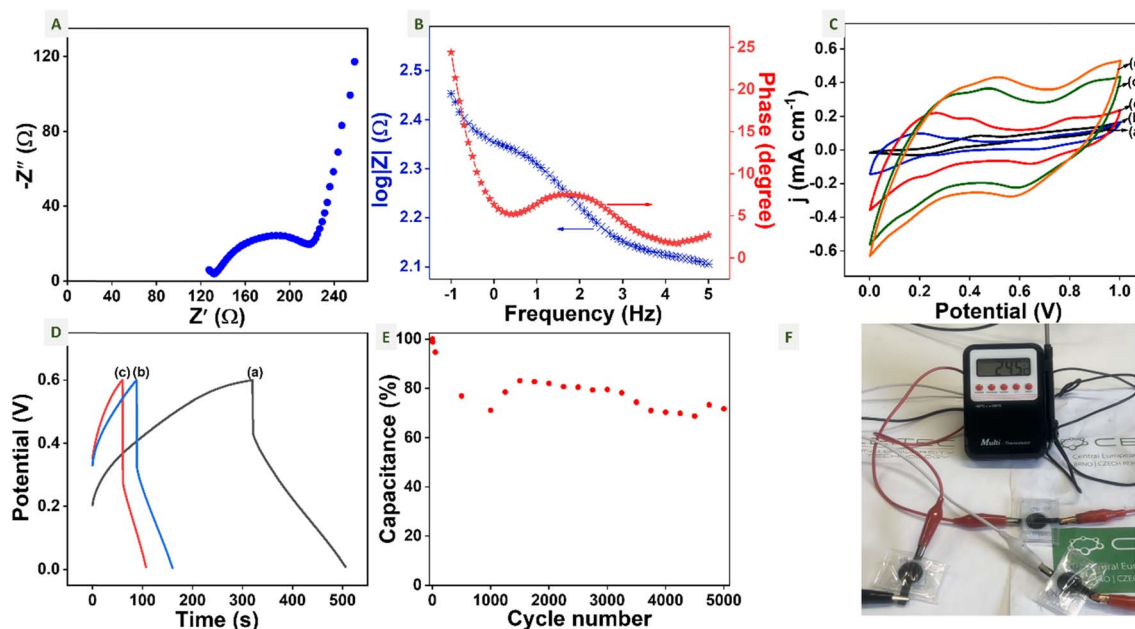 A
120
80
40
0
0 40 80 120 160 200 240
-Z″ (Ω)
Z′ (Ω)
B
2.5
2.4
2.3
2.2
2.1
25
20
15
10
5
0
-1 0 1 2 3 4 5
log|Z| (Ω)
Phase (degree)
Frequency (Hz)
C
0.6
0.4
0.2
0.0
-0.2
-0.4
-0.6
0.0 0.2 0.4 0.6 0.8 1.0
j (mA cm⁻¹)
Potential (V)
D
(c) (b) (a)
0.6
0.4
0.2
0.0
0 100 200 300 400 500
Potential (V)
Time (s)
E
100
80
60
40
20
0
0 1000 2000 3000 4000 5000
Capacitance (%)
Cycle number
F
Multi
Central European
BRNO | CZECH